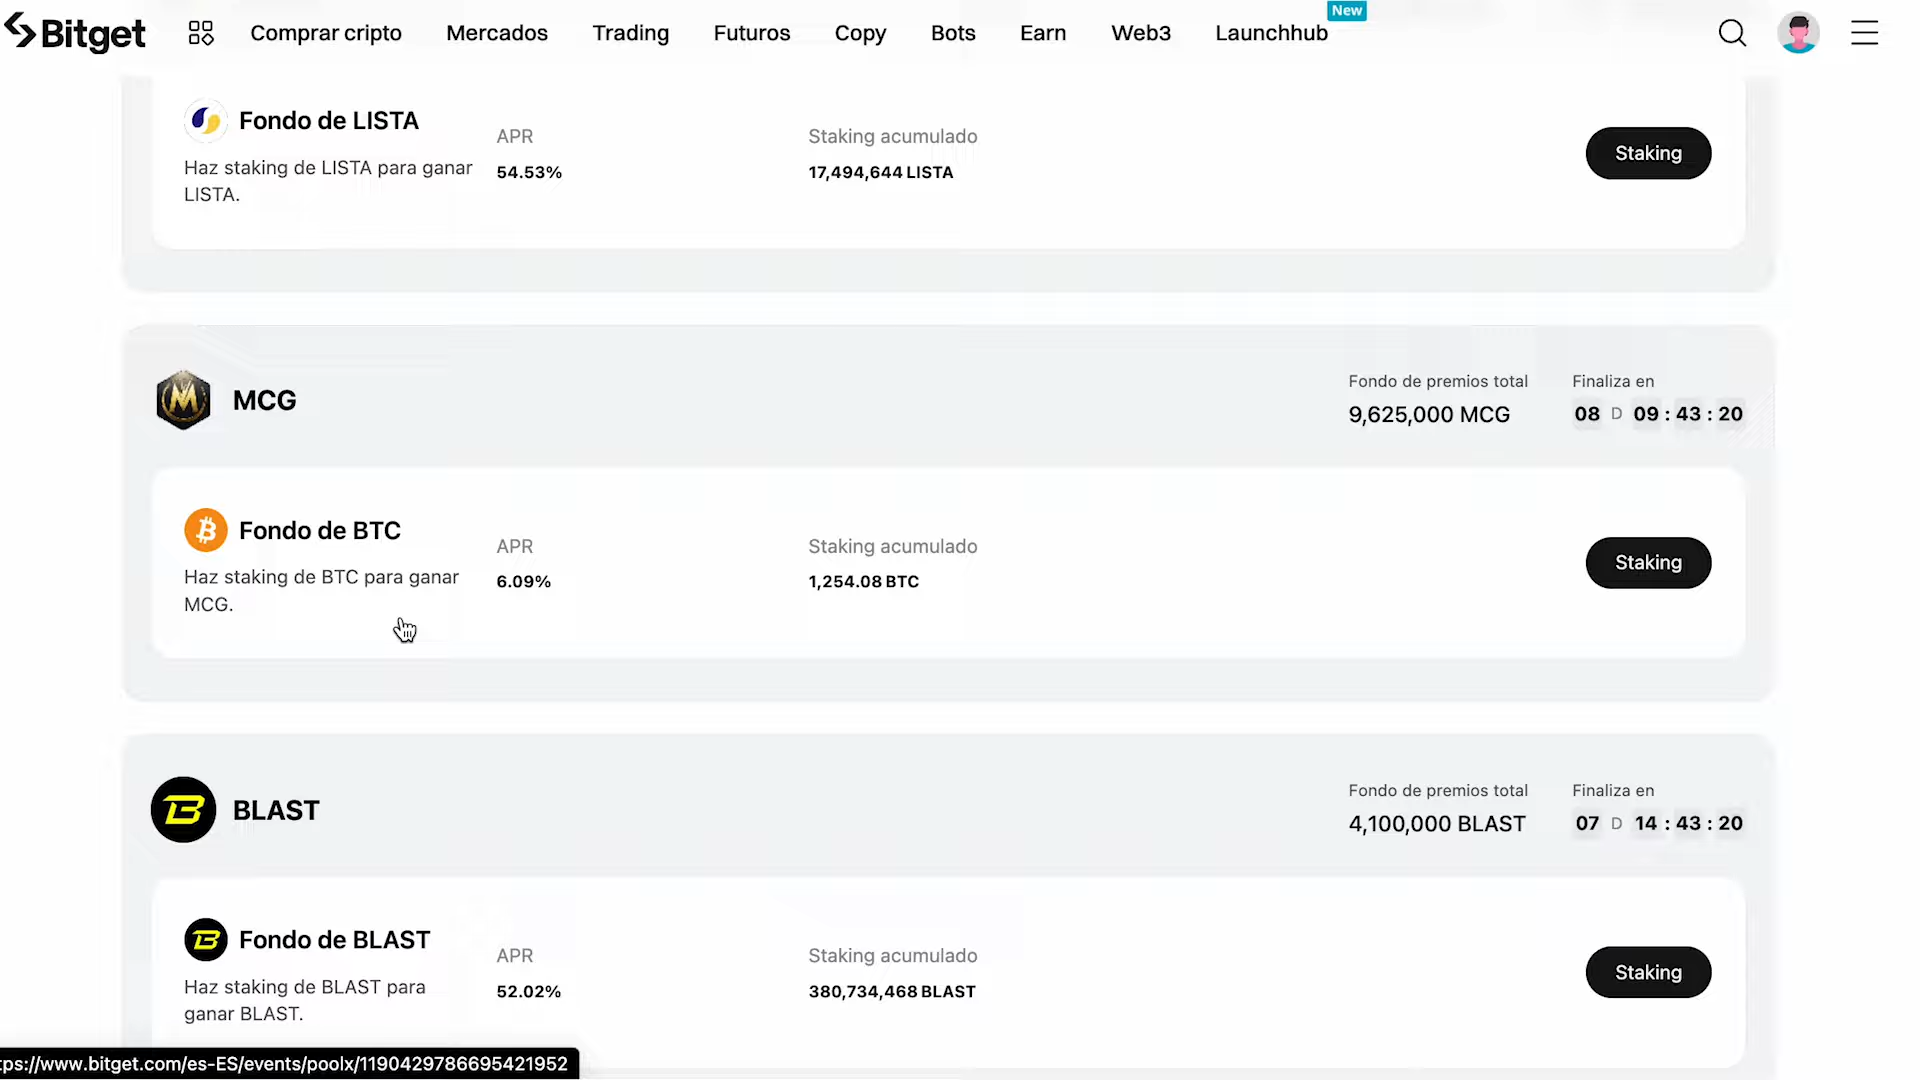 Bitget
Comprar cripto
Mercados
Trading
Futuros
Copy
Bots
Earn
Web3
Launchhub
New
Fondo de LISTA
Haz staking de LISTA para ganar
LISTA.
APR
54.53%
Staking acumulado
17,494,644 LISTA
Staking
MCG
Fondo de premios total
9,625,000 MCG
Finaliza en
08 D 09 : 43 : 20
Fondo de BTC
Haz staking de BTC para ganar
MCG.
APR
6.09%
Staking acumulado
1,254.08 BTC
Staking
BLAST
Fondo de premios total
4,100,000 BLAST
Finaliza en
07 D 14 : 43 : 20
Fondo de BLAST
Haz staking de BLAST para
ganar BLAST.
APR
52.02%
Staking acumulado
380,734,468 BLAST
Staking
tps://www.bitget.com/es-ES/events/poolx/1190429786695421952